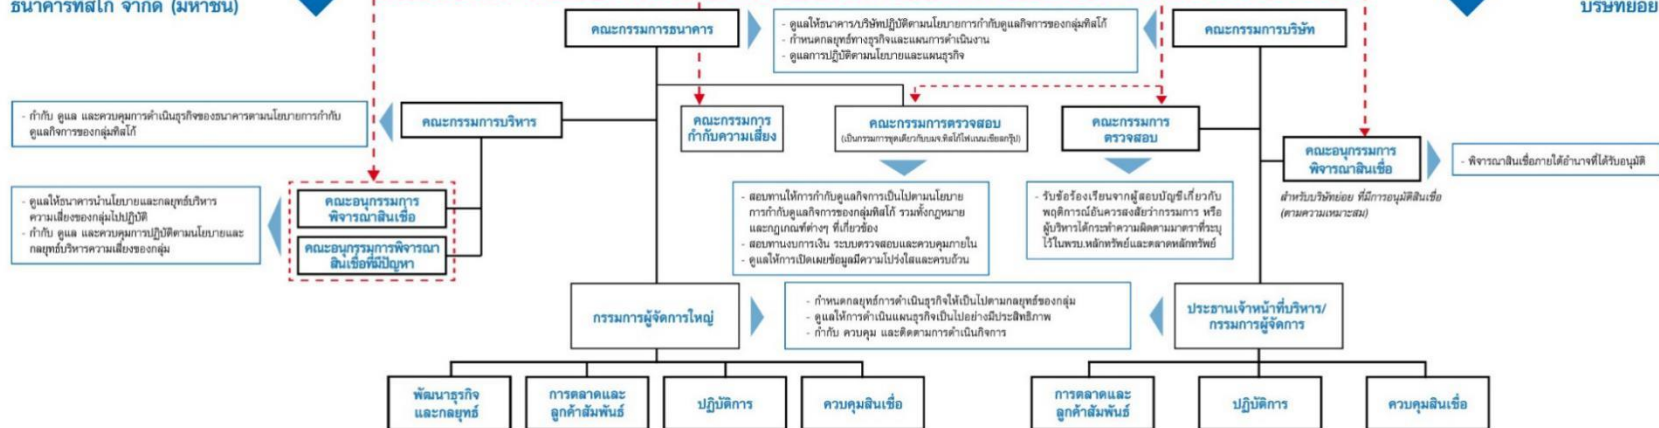 ธนาคารทิสโก้ จำกัด (มหาชน)
บริษัทย่อย
คณะกรรมการธนาคาร
- ดูแลให้ธนาคาร/บริษัทปฏิบัติตามนโยบายการกำกับดูแลกิจการของกลุ่มทิสโก้
- กำหนดกลยุทธ์ทางธุรกิจและแผนการดำเนินงาน
- ดูแลการปฏิบัติตามนโยบายและแผนธุรกิจ
คณะกรรมการบริษัท
- กำกับ ดูแล และควบคุมการดำเนินธุรกิจของธนาคารตามนโยบายการกำกับ
ดูแลกิจการของกลุ่มทิสโก้
คณะกรรมการบริหาร
คณะกรรมการ
กำกับความเสี่ยง
คณะกรรมการตรวจสอบ
(เป็นกรรมการชุดเดียวกับบมจ.ทิสโก้ไฟแนนเชียลกรุ๊ป)
คณะกรรมการ
ตรวจสอบ
คณะอนุกรรมการ
พิจารณาสินเชื่อ
- พิจารณาสินเชื่อภายใต้อำนาจที่ได้รับอนุมัติ
สำหรับบริษัทย่อย ที่มีการอนุมัติสินเชื่อ
(ตามความเหมาะสม)
- ดูแลให้ธนาคารนำนโยบายและกลยุทธ์บริหาร
ความเสี่ยงของกลุ่มไปปฏิบัติ
- กำกับ ดูแล และควบคุมการปฏิบัติตามนโยบายและ
กลยุทธ์บริหารความเสี่ยงของกลุ่ม
คณะอนุกรรมการ
พิจารณาสินเชื่อ
คณะอนุกรรมการพิจารณา
สินเชื่อที่มีปัญหา
- สอบทานให้การกำกับดูแลกิจการเป็นไปตามนโยบาย
การกำกับดูแลกิจการของกลุ่มทิสโก้ รวมทั้งกฎหมาย
และกฎเกณฑ์ต่างๆ ที่เกี่ยวข้อง
- สอบทานงบการเงิน ระบบตรวจสอบและควบคุมภายใน
- ดูแลให้การเปิดเผยข้อมูลมีความโปร่งใสและครบถ้วน
- รับข้อร้องเรียนจากผู้สอบบัญชีเกี่ยวกับ
พฤติการณ์อันควรสงสัยว่ากรรมการ หรือ
ผู้บริหารได้กระทำความผิดตามมาตราที่ระบุ
ไว้ในพรบ.หลักทรัพย์และตลาดหลักทรัพย์
กรรมการผู้จัดการใหญ่
- กำหนดกลยุทธ์การดำเนินธุรกิจให้เป็นไปตามกลยุทธ์ของกลุ่ม
- ดูแลให้การดำเนินแผนธุรกิจเป็นไปอย่างมีประสิทธิภาพ
- กำกับ ควบคุม และติดตามการดำเนินกิจการ
ประธานเจ้าหน้าที่บริหาร/
กรรมการผู้จัดการ
พัฒนาธุรกิจ
และกลยุทธ์
การตลาดและ
ลูกค้าสัมพันธ์
ปฏิบัติการ
ควบคุมสินเชื่อ
การตลาดและ
ลูกค้าสัมพันธ์
ปฏิบัติการ
ควบคุมสินเชื่อ